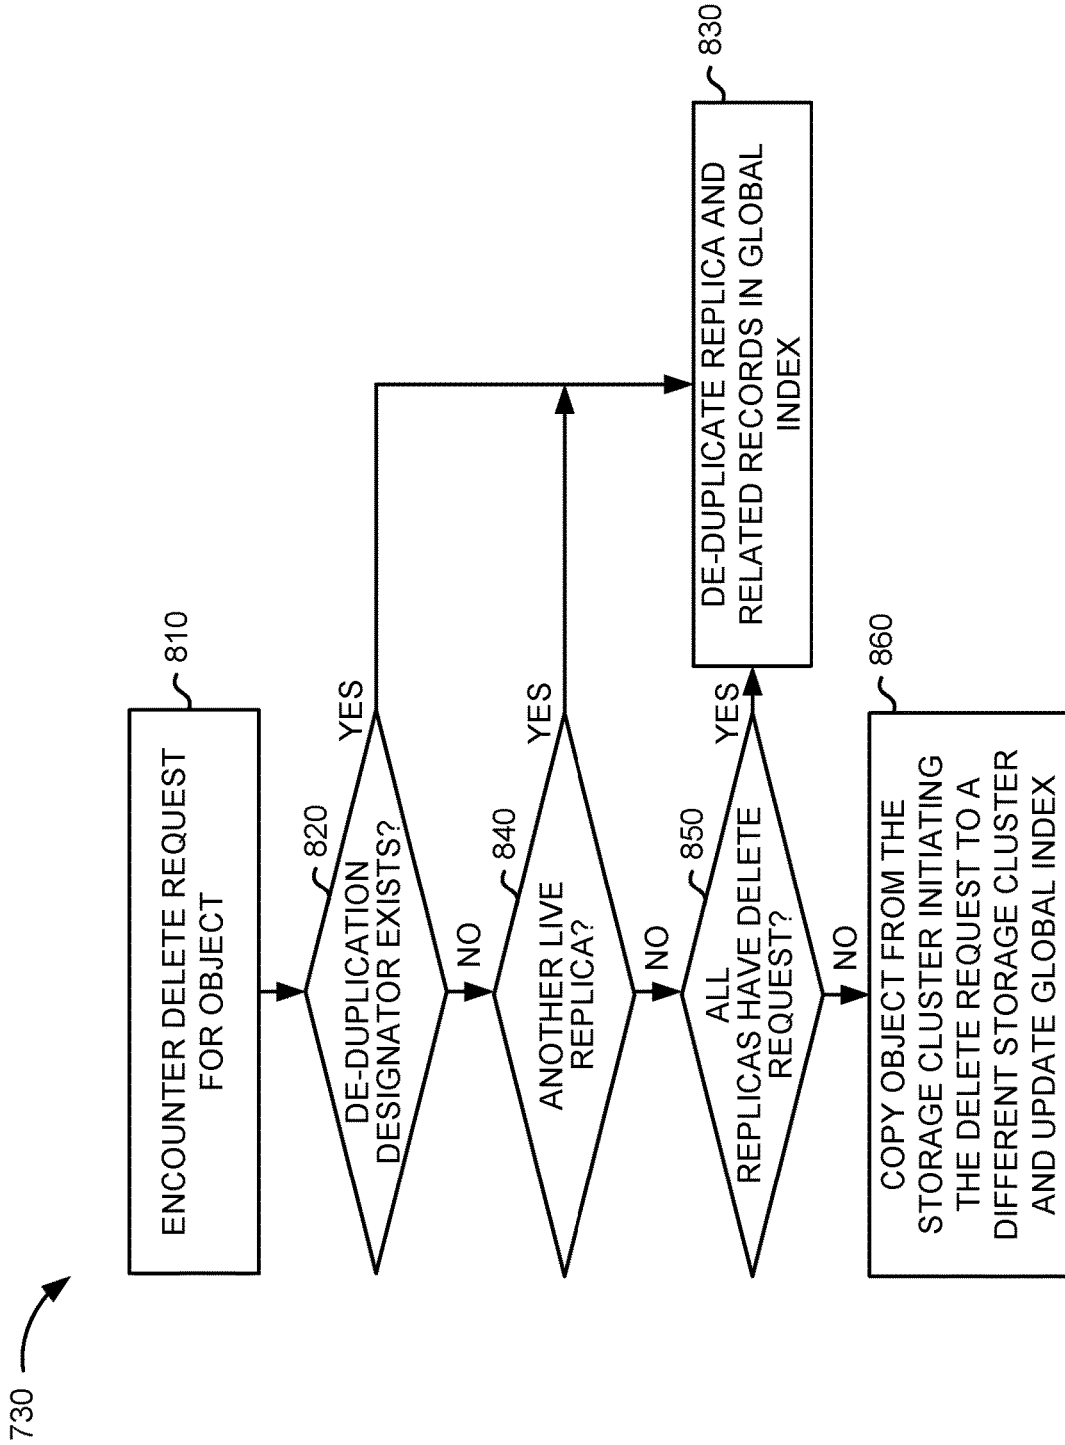 730
810
ENCOUNTER DELETE REQUEST
FOR OBJECT
820
DE-DUPLICATION
DESIGNATOR EXISTS?
YES
NO
840
ANOTHER LIVE
REPLICA?
YES
NO
850
ALL
REPLICAS HAVE DELETE
REQUEST?
YES
NO
830
DE-DUPLICATE REPLICA AND
RELATED RECORDS IN GLOBAL
INDEX
860
COPY OBJECT FROM THE
STORAGE CLUSTER INITIATING
THE DELETE REQUEST TO A
DIFFERENT STORAGE CLUSTER
AND UPDATE GLOBAL INDEX